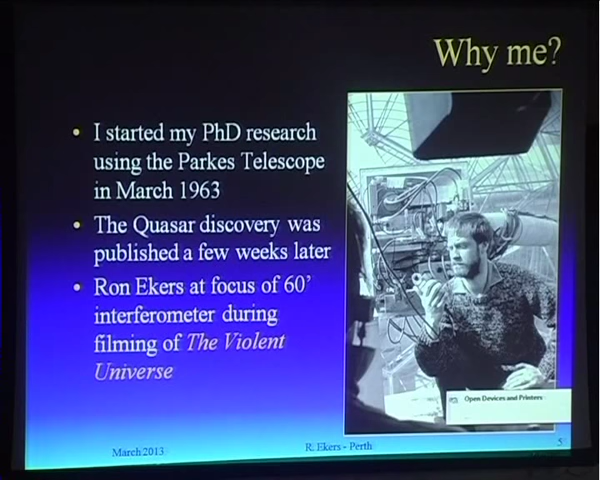 Why me?
• I started my PhD research
using the Parkes Telescope
in March 1963
• The Quasar discovery was
published a few weeks later
• Ron Ekers at focus of 60'
interferometer during
filming of The Violent
Universe
Open Devices and Printers
March 2013
R. Ekers - Perth
5